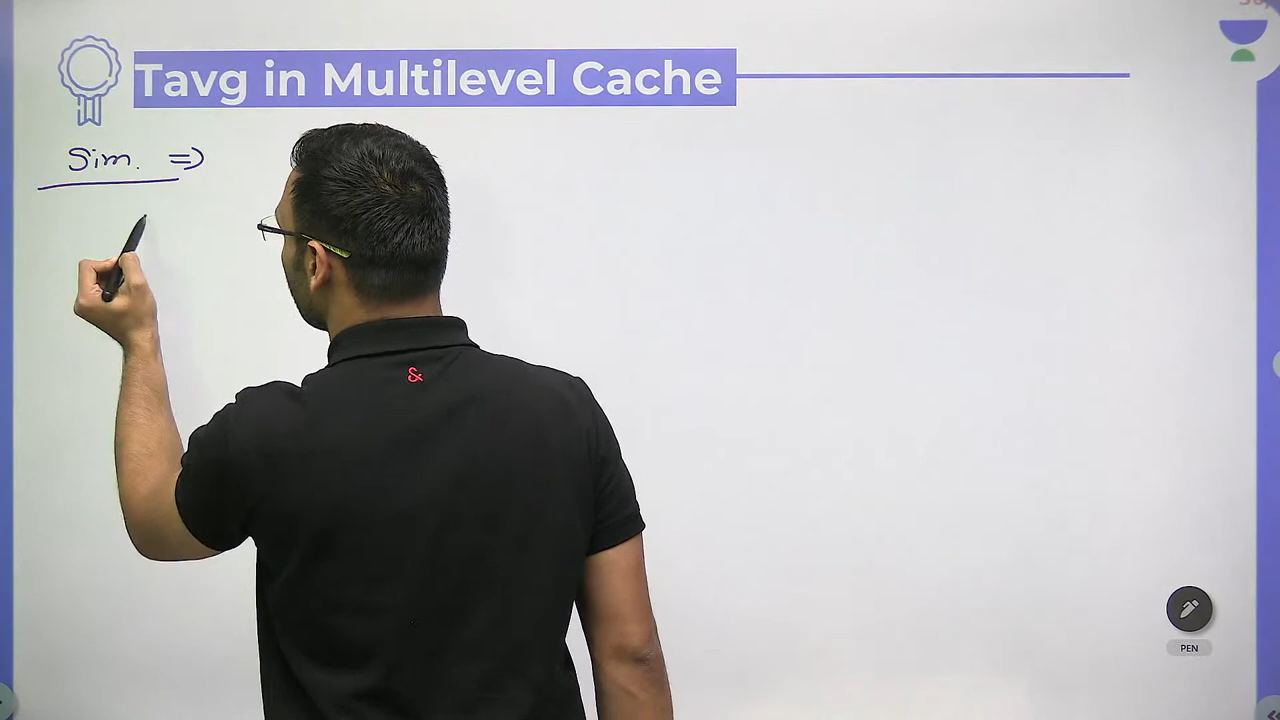 Tavg in Multilevel Cache
Sim. =>
PEN